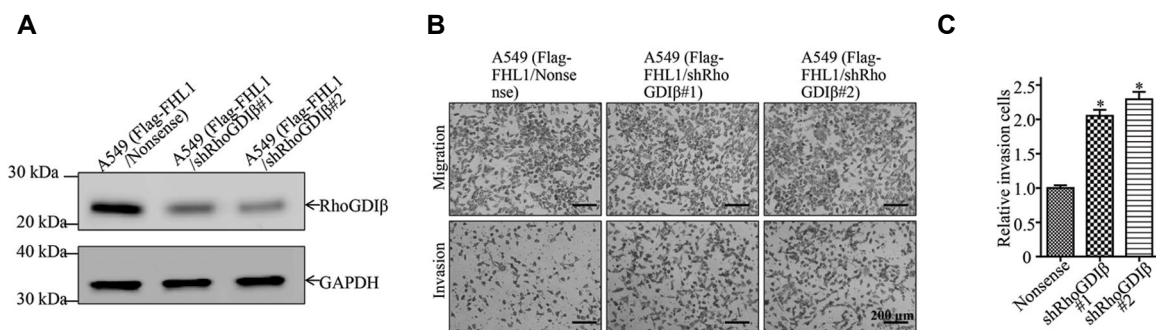 A
A549 (Flag-FHL1
/Nonsense)
A549 (Flag-FHL1
/shRhoGDIβ#1)
A549 (Flag-FHL1
/shRhoGDIβ#2)
30 kDa
RhoGDIβ
20 kDa
40 kDa
GAPDH
30 kDa
B
A549 (Flag-
FHL1/Nonse
nse)
A549 (Flag-
FHL1/shRho
GDIβ#1)
A549 (Flag-
FHL1/shRho
GDIβ#2)
Migration
Invasion
200 μm
C
Relative invasion cells
2.5
2.0
1.5
1.0
0.5
0
*
*
Nonsense
shRhoGDIβ
#1
shRhoGDIβ
#2